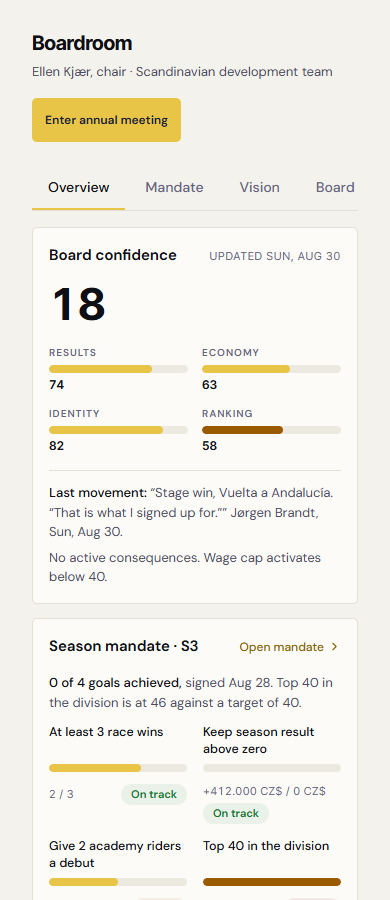 Boardroom
Ellen Kjær, chair · Scandinavian development team
Enter annual meeting
Overview
Mandate
Vision
Board
Board confidence
UPDATED SUN, AUG 30
18
RESULTS
74
ECONOMY
63
IDENTITY
82
RANKING
58
Last movement: “Stage win, Vuelta a Andalucía.
“That is what I signed up for.”” Jørgen Brandt,
Sun, Aug 30.
No active consequences. Wage cap activates
below 40.
Season mandate · S3
Open mandate
0 of 4 goals achieved, signed Aug 28. Top 40 in
the division is at 46 against a target of 40.
At least 3 race wins
2 / 3
On track
Keep season result
above zero
+412.000 CZ$ / 0 CZ$
On track
Give 2 academy riders
a debut
Top 40 in the division